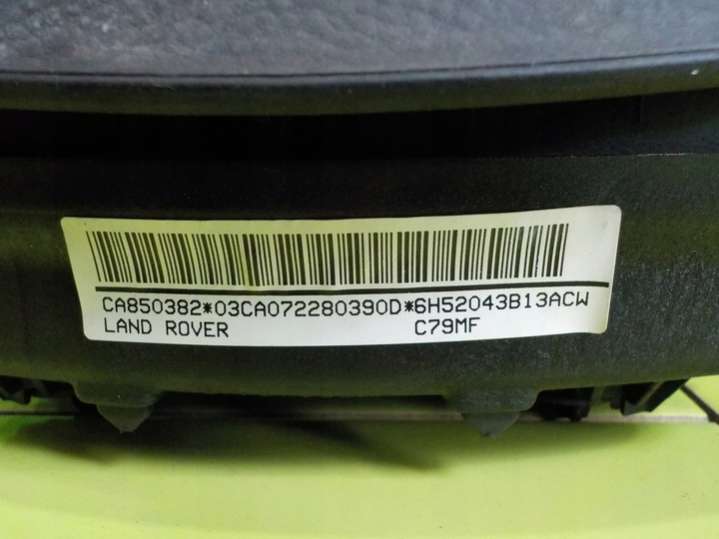 CA850382*03CA072280390D*6H52043B13ACW
LAND ROVER C79MF